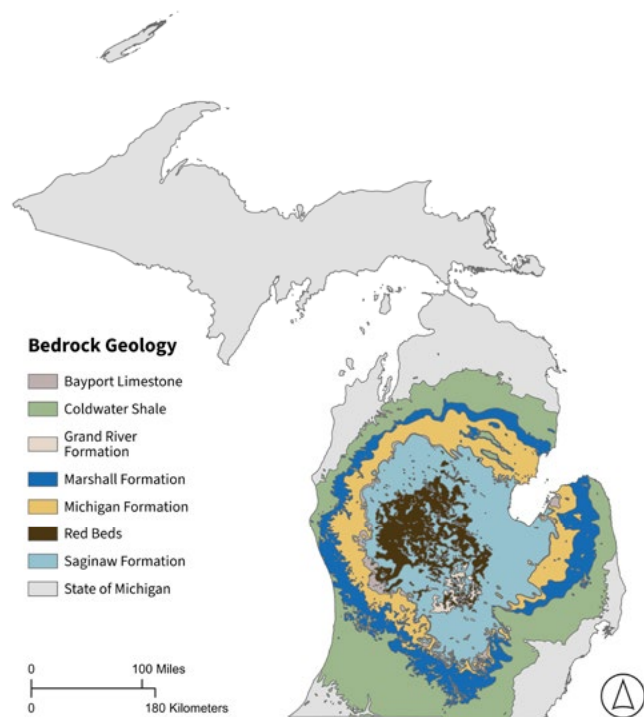 Bedrock Geology
Bayport Limestone
Coldwater Shale
Grand River
Formation
Marshall Formation
Michigan Formation
Red Beds
Saginaw Formation
State of Michigan
0 100 Miles
0 180 Kilometers